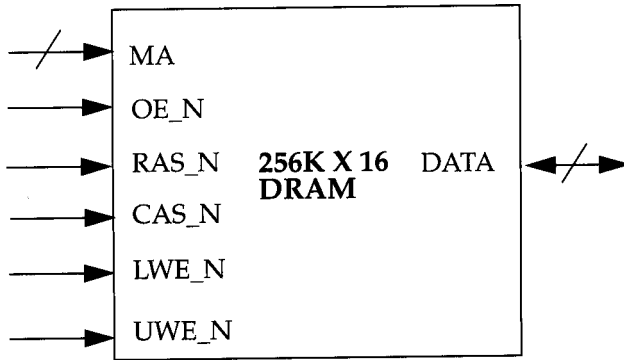 MA
OE_N
RAS_N 256K X 16 DATA
DRAM
CAS_N
LWE_N
UWE_N